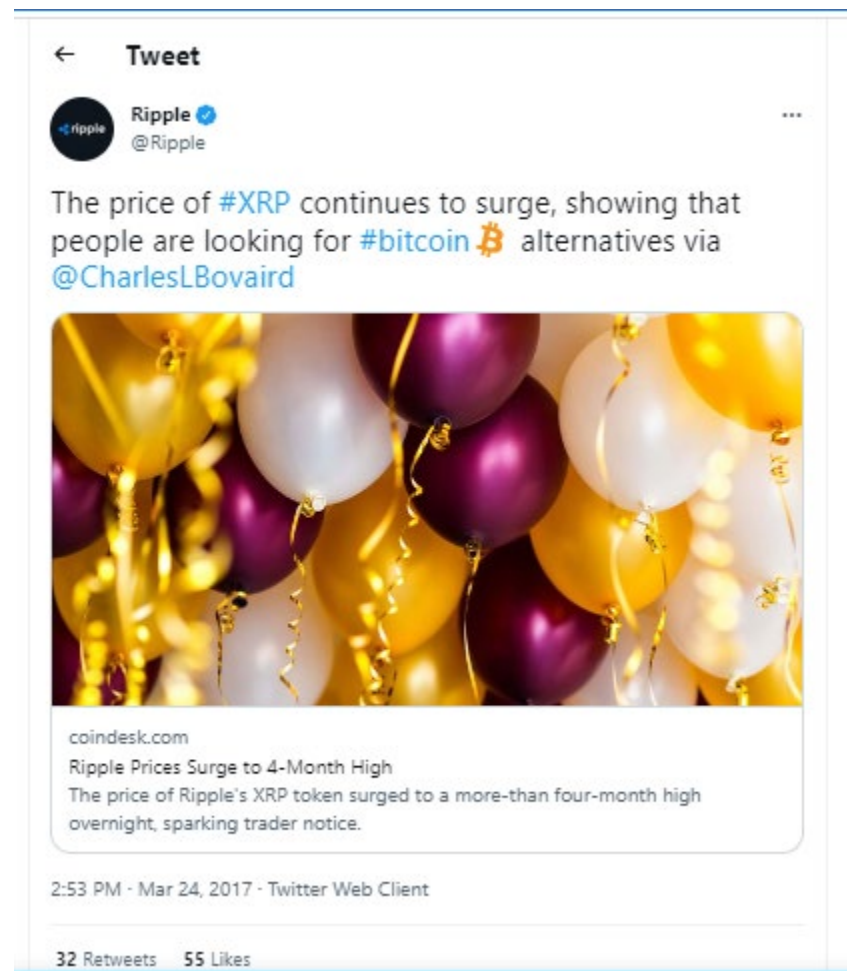 Tweet
ripple
Ripple
@Ripple
The price of #XRP continues to surge, showing that
people are looking for #bitcoin alternatives via
@CharlesLBovaird
coindesk.com
Ripple Prices Surge to 4-Month High
The price of Ripple's XRP token surged to a more-than four-month high
overnight, sparking trader notice.
2:53 PM · Mar 24, 2017 · Twitter Web Client
32 Retweets 55 Likes